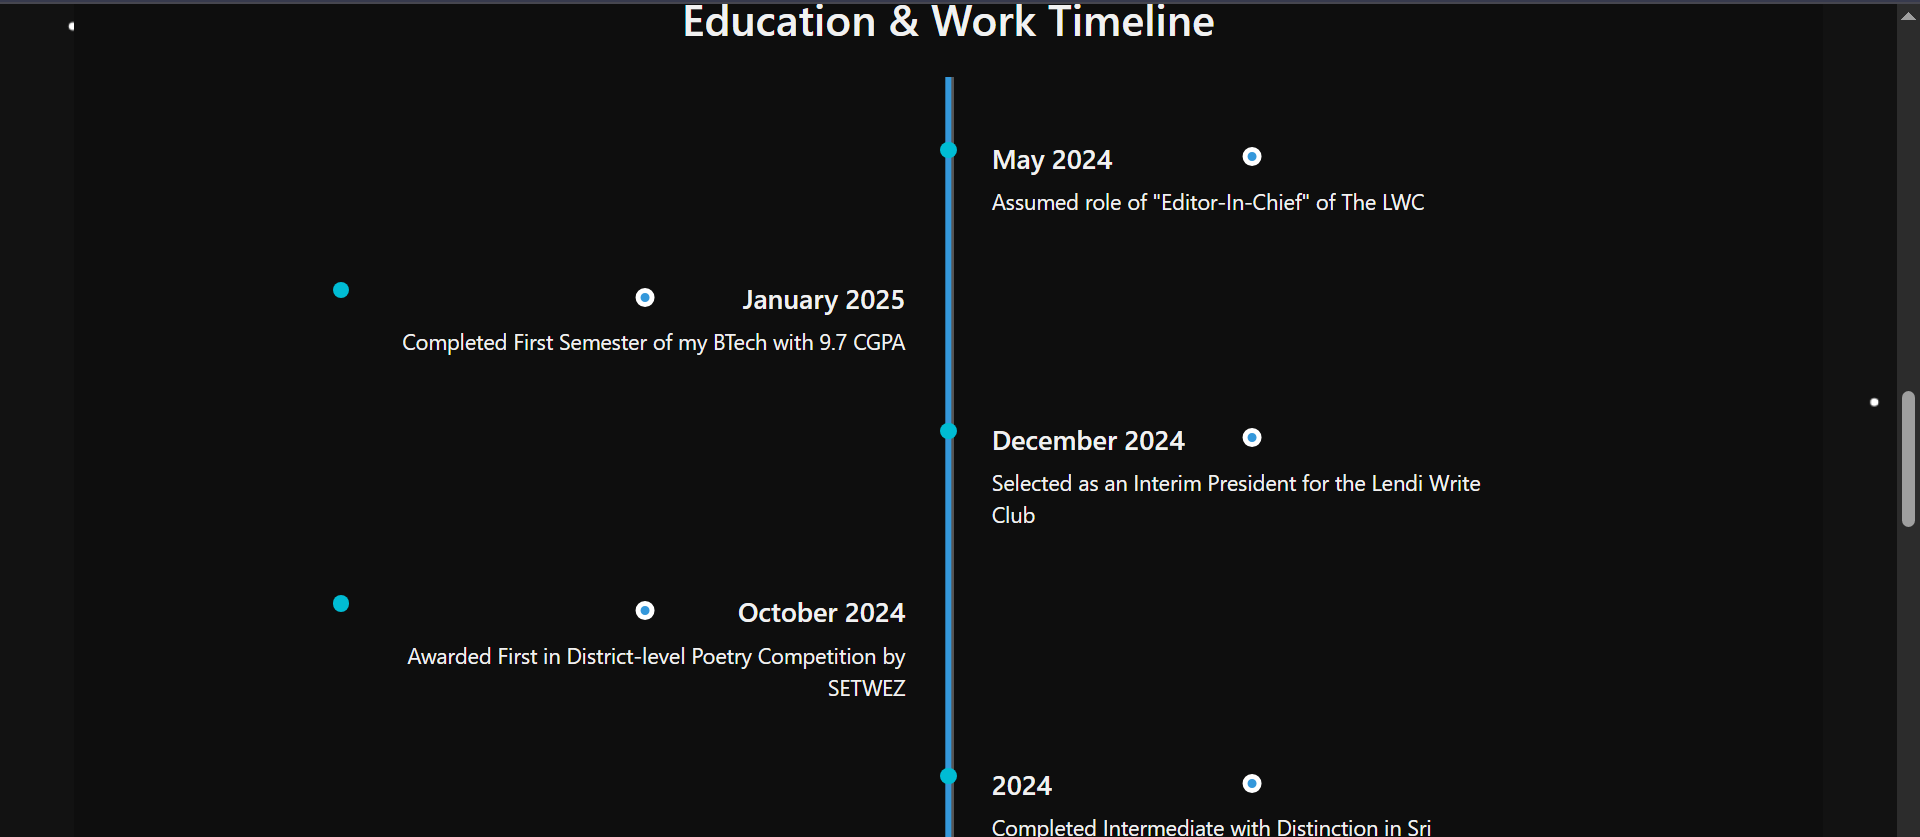 Education & Work Timeline
May 2024
Assumed role of "Editor-In-Chief" of The LWC
January 2025
Completed First Semester of my BTech with 9.7 CGPA
December 2024
Selected as an Interim President for the Lendi Write
Club
October 2024
Awarded First in District-level Poetry Competition by
SETWEZ
2024
Completed Intermediate with Distinction in Sri